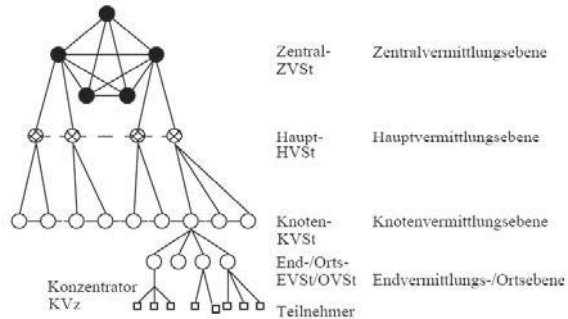 Zentral- Zentralvermittlungsebene
ZVSt
Haupt- Hauptvermittlungsebene
HVSt
Knoten- Knotenvermittlungsebene
KVSt
End-/Orts-
EVSt/OVSt Endvermittlungs-/Ortsebene
Konzentrator
KVz
Teilnehmer